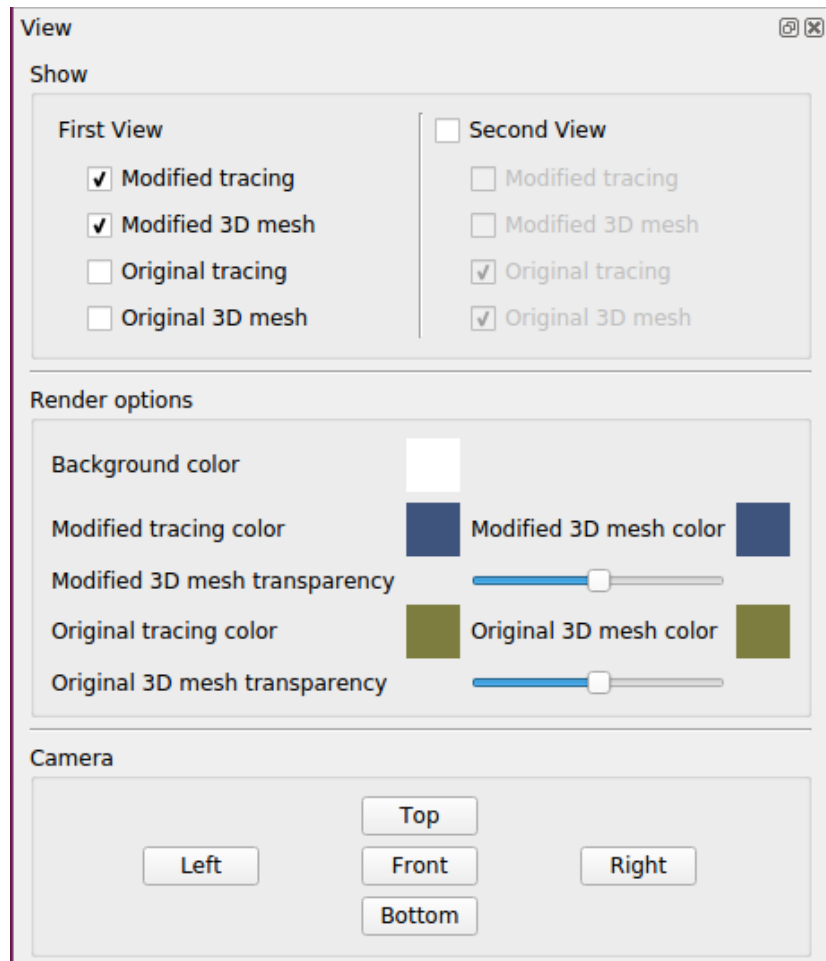 View
Show
First View
Modified tracing
Modified 3D mesh
Original tracing
Original 3D mesh
Second View
Modified tracing
Modified 3D mesh
Original tracing
Original 3D mesh
Render options
Background color
Modified tracing color Modified 3D mesh color
Modified 3D mesh transparency
Original tracing color Original 3D mesh color
Original 3D mesh transparency
Camera
Top
Left Front Right
Bottom